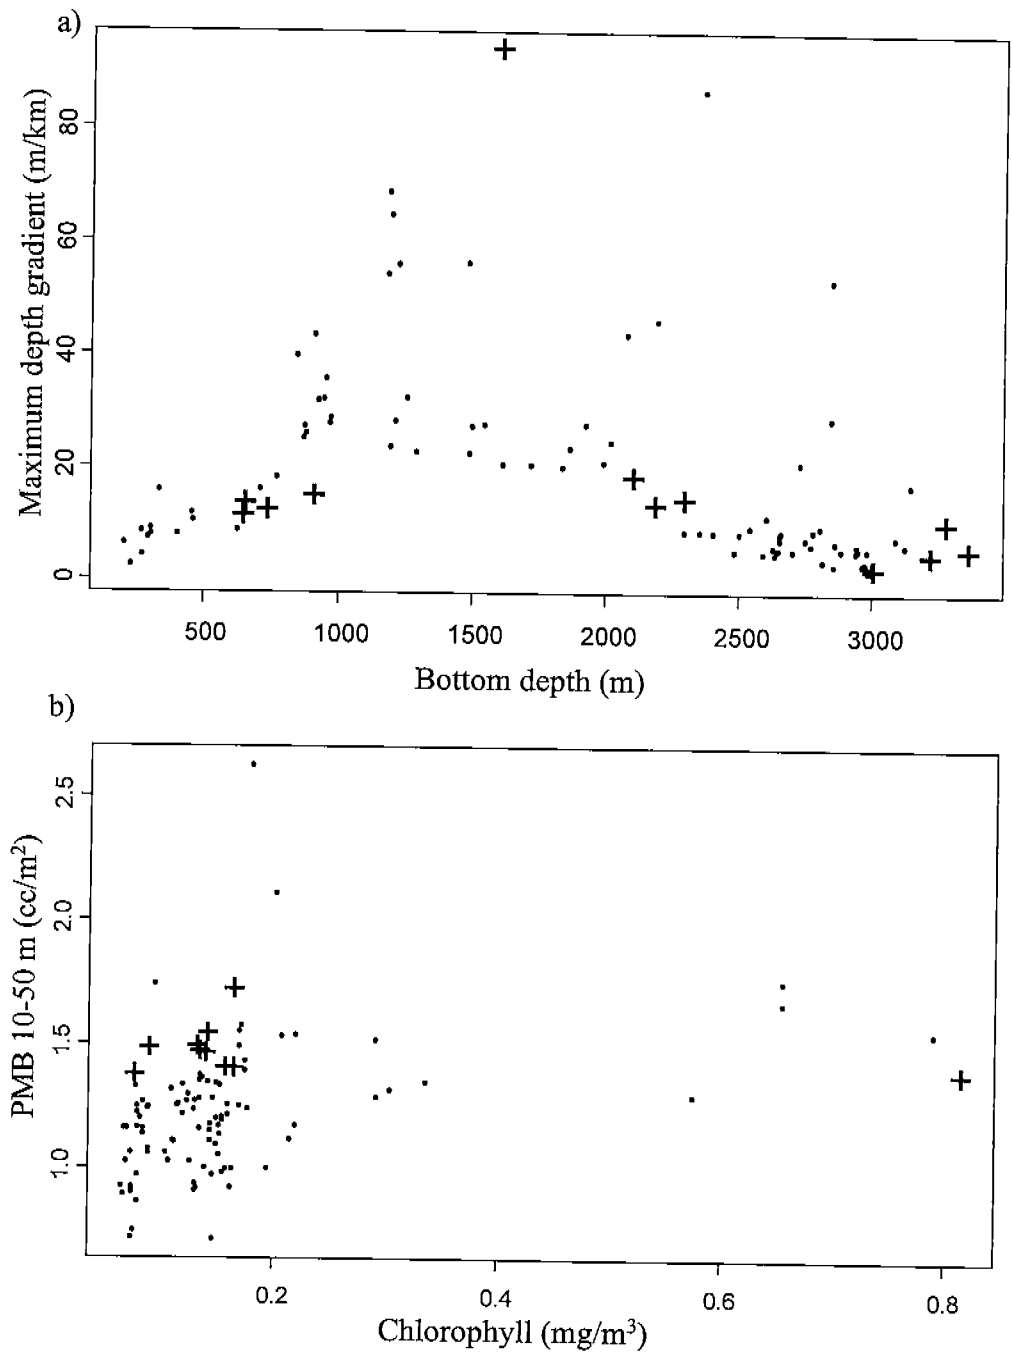 a)
Maximum depth gradient (m/km)
80
60
40
20
0
500 1000 1500 2000 2500 3000
Bottom depth (m)
b)
PMB 10-50 m (cc/m²)
2.5
2.0
1.5
1.0
0.2 0.4 0.6 0.8
Chlorophyll (mg/m³)